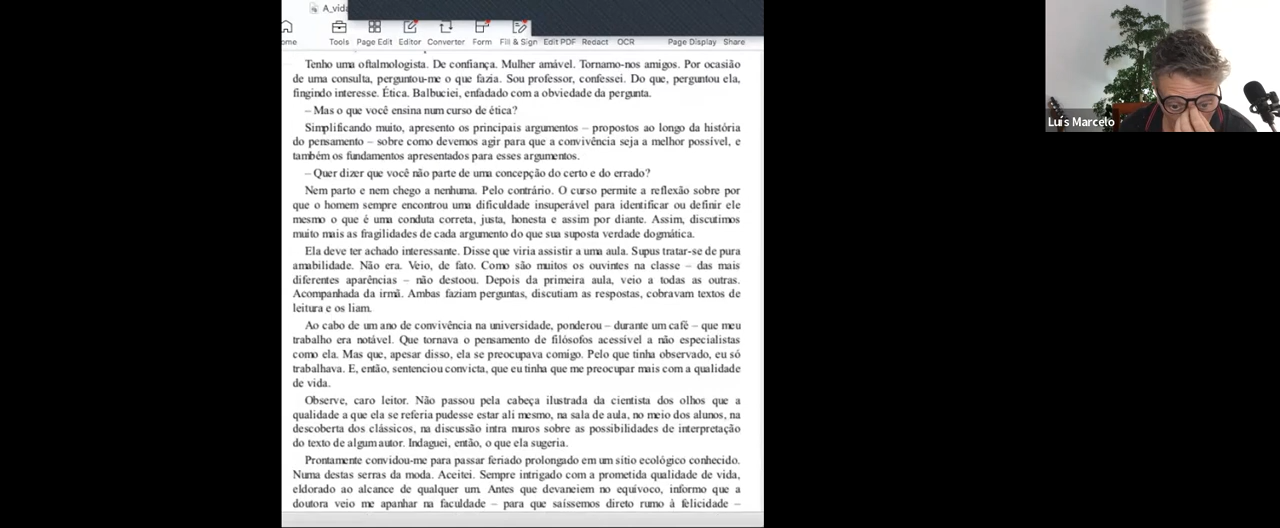 A_vida
ome Tools Page Edit Editor Converter Form Fill & Sign Edit PDF Redact OCR Page Display Share
Luís Marcelo
Tenho uma oftalmologista. De confiança. Mulher amável. Tornamo-nos amigos. Por ocasião
de uma consulta, perguntou-me o que fazia. Sou professor, confessei. Do que, perguntou ela,
fingindo interesse. Ética. Balbuciei, enfadado com a obviedade da pergunta.
– Mas o que você ensina num curso de ética?
Simplificando muito, apresento os principais argumentos – propostos ao longo da história
do pensamento – sobre como devemos agir para que a convivência seja a melhor possível, e
também os fundamentos apresentados para esses argumentos.
– Quer dizer que você não parte de uma concepção do certo e do errado?
Nem parto e nem chego a nenhuma. Pelo contrário. O curso permite a reflexão sobre por
que o homem sempre encontrou uma dificuldade insuperável para identificar ou definir ele
mesmo o que é uma conduta correta, justa, honesta e assim por diante. Assim, discutimos
muito mais as fragilidades de cada argumento do que sua suposta verdade dogmática.
Ela deve ter achado interessante. Disse que viria assistir a uma aula. Supus tratar-se de pura
amabilidade. Não era. Veio, de fato. Como são muitos os ouvintes na classe – das mais
diferentes aparências – não destoou. Depois da primeira aula, veio a todas as outras.
Acompanhada da irmã. Ambas faziam perguntas, discutiam as respostas, cobravam textos de
leitura e os liam.
Ao cabo de um ano de convivência na universidade, ponderou – durante um café – que meu
trabalho era notável. Que tornava o pensamento de filósofos acessível a não especialistas
como ela. Mas que, apesar disso, ela se preocupava comigo. Pelo que tinha observado, eu só
trabalhava. E, então, sentenciou convicta, que eu tinha que me preocupar mais com a qualidade
de vida.
Observe, caro leitor. Não passou pela cabeça ilustrada da cientista dos olhos que a
qualidade a que ela se referia pudesse estar ali mesmo, na sala de aula, no meio dos alunos, na
descoberta dos clássicos, na discussão intra muros sobre as possibilidades de interpretação
do texto de algum autor. Indaguei, então, o que ela sugeria.
Prontamente convidou-me para passar feriado prolongado em um sítio ecológico conhecido.
Numa destas serras da moda. Aceitei. Sempre intrigado com a prometida qualidade de vida,
eldorado ao alcance de qualquer um. Antes que devaneiem no equívoco, informo que a
doutora veio me apanhar na faculdade – para que saíssemos direto rumo à felicidade –